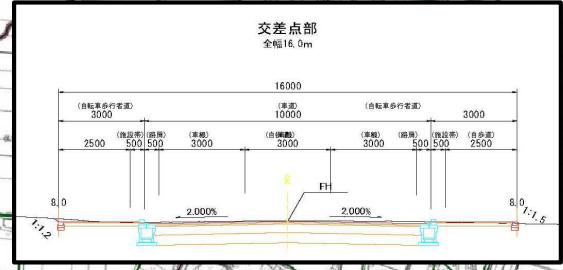 交差点部
全幅16.0m
16000
(自転車歩行者道) (車道) (自転車歩行者道)
3000 10000 3000
(施設帯) (路肩) (車線) (車線) (路肩) (施設帯) (自歩道)
2500 500 500 3000 3000 3000 500 500 2500
8.0 FH 8.0
1:1.2 2.000% 2.000% 1:1.5